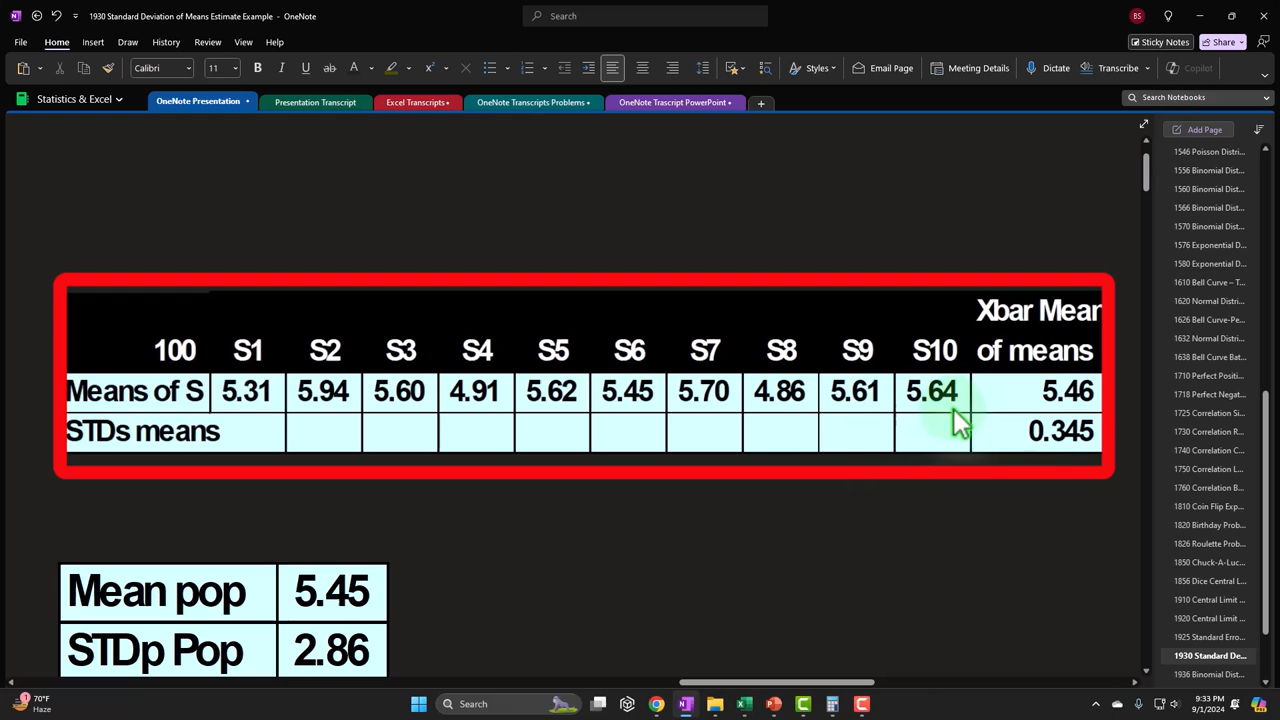 1930 Standard Deviation of Means Estimate Example - OneNote
Search
BS
File Home Insert Draw History Review View Help
Sticky Notes Share
Calibri 11 B I U ab A Styles Email Page Meeting Details Dictate Transcribe Copilot
Statistics & Excel OneNote Presentation Presentation Transcript Excel Transcripts OneNote Transcripts Problems OneNote Trascript PowerPoint + Search Notebooks
Add Page
1546 Poisson Distri...
1556 Binomial Dist...
1560 Binomial Dist...
1566 Binomial Dist...
1570 Binomial Dist...
1576 Exponential D...
1580 Exponential D...
1610 Bell Curve – T...
1620 Normal Distri...
1626 Bell Curve-Pe...
1632 Normal Distri...
1638 Bell Curve Bat...
1710 Perfect Positi...
1718 Perfect Negat...
1725 Correlation Si...
1730 Correlation R...
1740 Correlation C...
1750 Correlation L...
1760 Correlation B...
1810 Coin Flip Exp...
1820 Birthday Prob...
1826 Roulette Prob...
1850 Chuck-A-Luc...
1856 Dice Central L...
1910 Central Limit ...
1920 Central Limit ...
1925 Standard Erro...
1930 Standard De...
1936 Binomial Dist...
Xbar Mean
100 S1 S2 S3 S4 S5 S6 S7 S8 S9 S10 of means
Means of S 5.31 5.94 5.60 4.91 5.62 5.45 5.70 4.86 5.61 5.64 5.46
STDs means 0.345
Mean pop 5.45
STDp Pop 2.86
1
70°F
Haze
Search
9:33 PM
9/1/2024